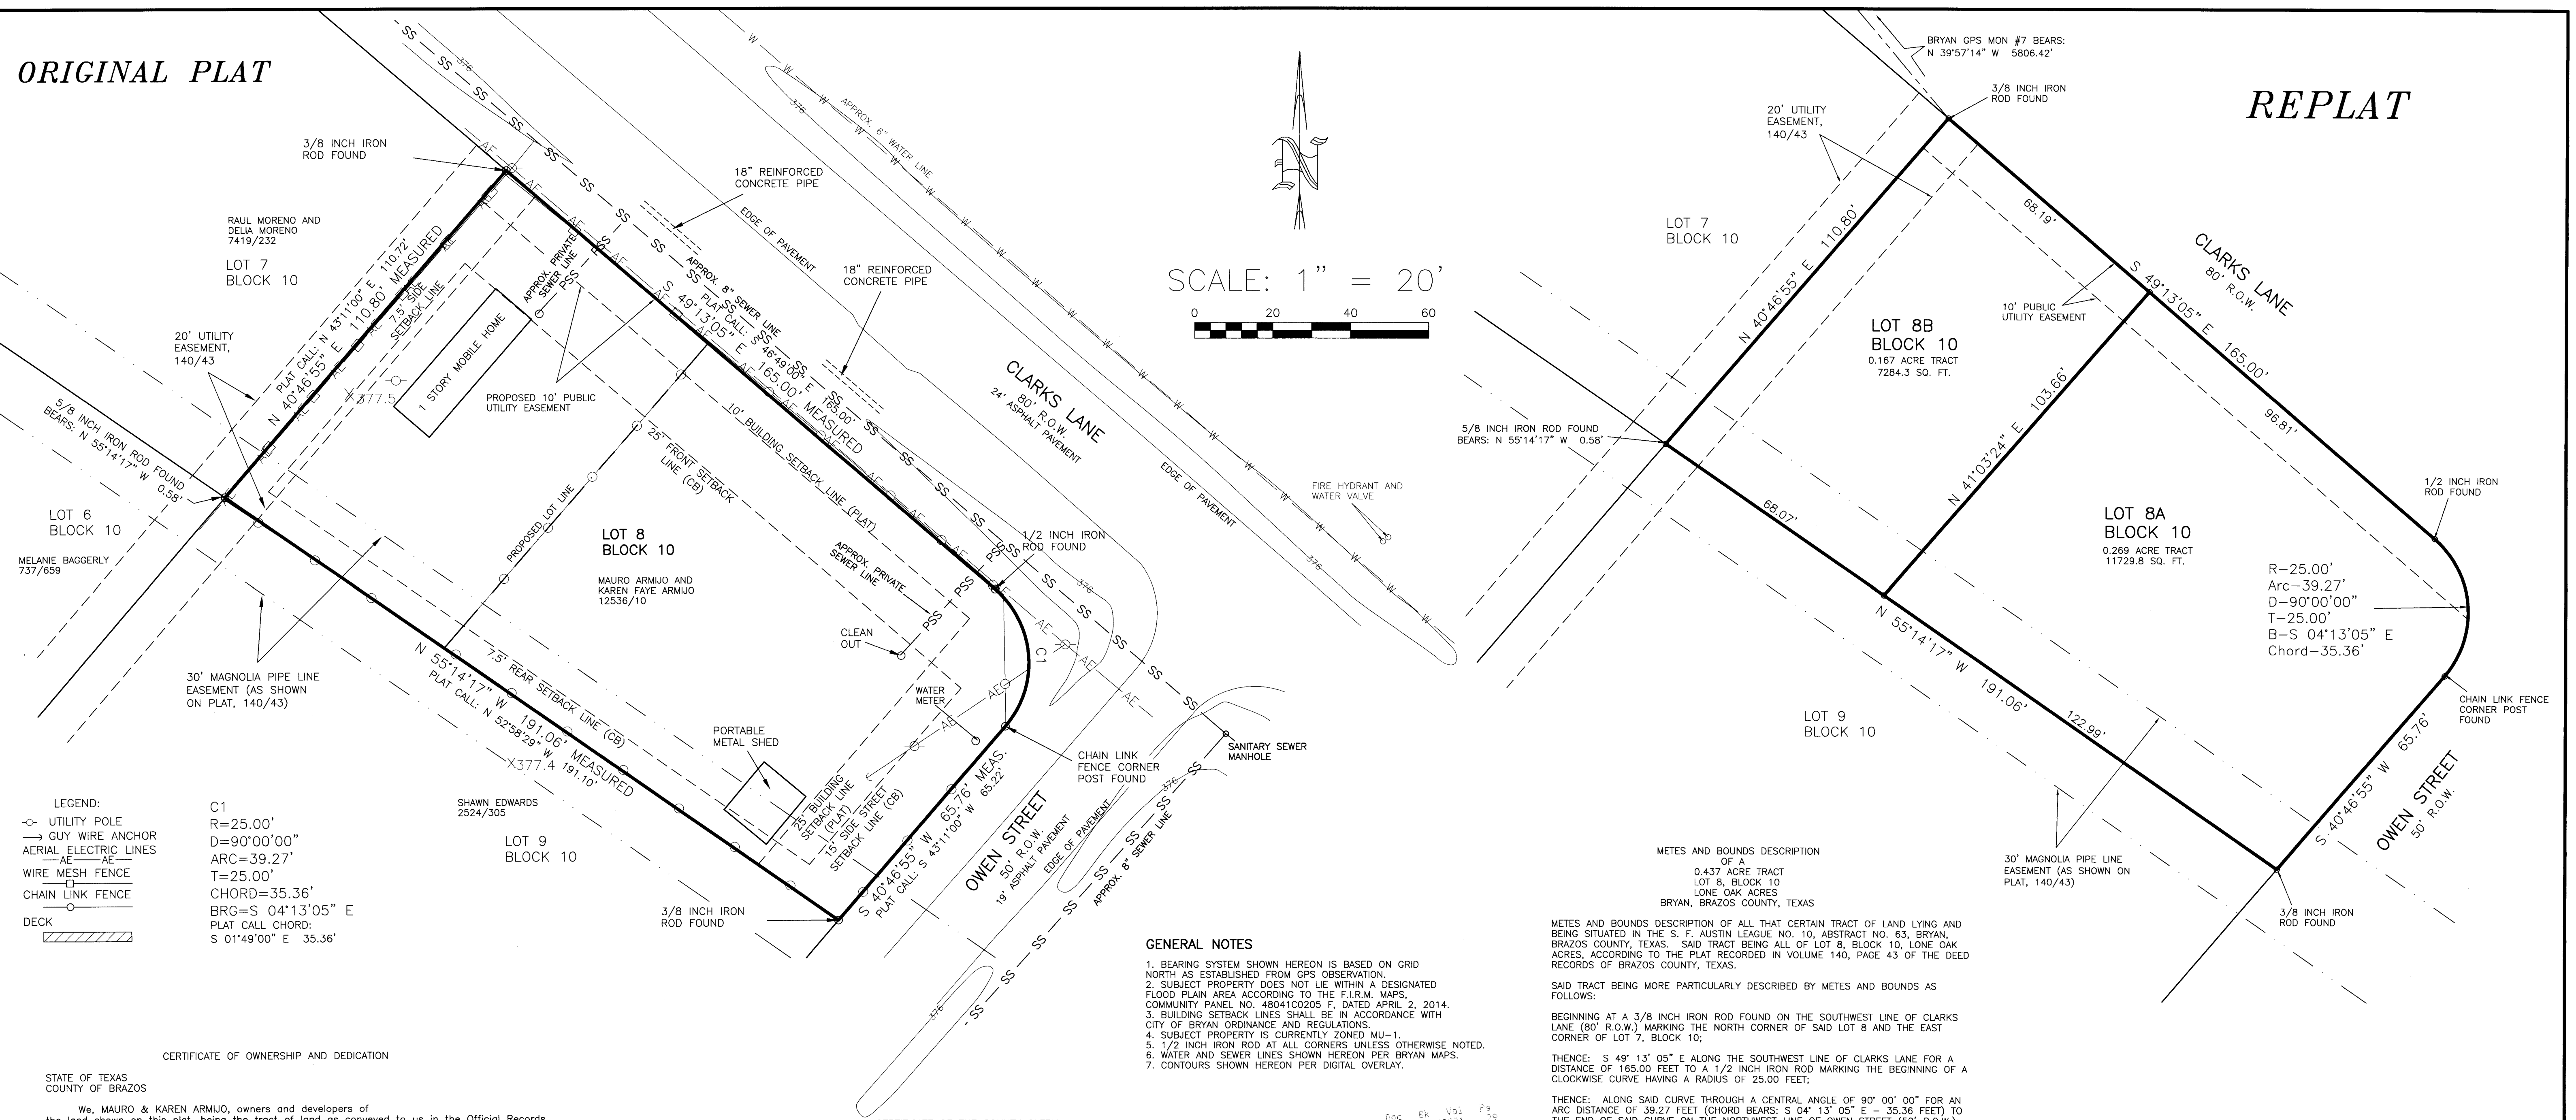 ORIGINAL PLAT
3/8 INCH IRON
ROD FOUND
RAUL MORENO AND
DELIA MORENO
7419/232
LOT 7
BLOCK 10
20' UTILITY
EASEMENT,
140/43
PLAT CALL: N 43°11'00" E 110.72'
N 40°46'55" E 110.80' MEASURED
7.5' SIDE
SETBACK LINE
X377.5
1 STORY MOBILE HOME
APPROX. PRIVATE
SEWER LINE
5/8 INCH IRON ROD FOUND
BEARS: N 55°14'17" W 0.58'
LOT 6
BLOCK 10
MELANIE BAGGERLY
737/659
PROPOSED 10' PUBLIC
UTILITY EASEMENT
PROPOSED LOT LINE
LOT 8
BLOCK 10
MAURO ARMIJO AND
KAREN FAYE ARMIJO
12536/10
25' FRONT SETBACK
LINE (CB)
10' BUILDING SETBACK LINE (PLAT)
APPROX. PRIVATE
SEWER LINE
CLEAN
OUT
WATER
METER
PORTABLE
METAL SHED
30' MAGNOLIA PIPE LINE
EASEMENT (AS SHOWN
ON PLAT, 140/43)
7.5' REAR SETBACK LINE (CB)
N 55°14'17" W 191.06' MEASURED
PLAT CALL: N 52°58'29" W 191.10'
X377.4
SHAWN EDWARDS
2524/305
LOT 9
BLOCK 10
25' BUILDING
SETBACK LINE
(PLAT)
15' SIDE STREET
SETBACK LINE (CB)
S 40°46'55" W 65.76' MEAS.
PLAT CALL: S 43°11'00" W 65.22'
3/8 INCH IRON
ROD FOUND
18" REINFORCED
CONCRETE PIPE
18" REINFORCED
CONCRETE PIPE
APPROX. 8" SEWER LINE
PLAT CALL: S 46°49'00" E 165.00'
S 49°13'05" E 165.00' MEASURED
EDGE OF PAVEMENT
APPROX. 6" WATER LINE
376
376
CLARKS LANE
80' R.O.W.
24' ASPHALT PAVEMENT
EDGE OF PAVEMENT
FIRE HYDRANT AND
WATER VALVE
376
376
1/2 INCH IRON
ROD FOUND
C1
CHAIN LINK
FENCE CORNER
POST FOUND
SANITARY SEWER
MANHOLE
OWEN STREET
50' R.O.W.
19' ASPHALT PAVEMENT
EDGE OF PAVEMENT
APPROX. 8" SEWER LINE
376
376
LEGEND:
UTILITY POLE
GUY WIRE ANCHOR
AERIAL ELECTRIC LINES
AE AE
WIRE MESH FENCE
CHAIN LINK FENCE
DECK
C1
R=25.00'
D=90°00'00"
ARC=39.27'
T=25.00'
CHORD=35.36'
BRG=S 04°13'05" E
PLAT CALL CHORD:
S 01°49'00" E 35.36'
N
SCALE: 1" = 20'
0 20 40 60
REPLAT
BRYAN GPS MON #7 BEARS:
N 39°57'14" W 5806.42'
3/8 INCH IRON
ROD FOUND
20' UTILITY
EASEMENT,
140/43
LOT 7
BLOCK 10
N 40°46'55" E 110.80'
68.19'
CLARKS LANE
80' R.O.W.
S 49°13'05" E 165.00'
10' PUBLIC
UTILITY EASEMENT
LOT 8B
BLOCK 10
0.167 ACRE TRACT
7284.3 SQ. FT.
N 41°03'24" E 103.66'
96.81'
5/8 INCH IRON ROD FOUND
BEARS: N 55°14'17" W 0.58'
68.07'
LOT 8A
BLOCK 10
0.269 ACRE TRACT
11729.8 SQ. FT.
1/2 INCH IRON
ROD FOUND
R-25.00'
Arc-39.27'
D-90°00'00"
T-25.00'
B-S 04°13'05" E
Chord-35.36'
CHAIN LINK FENCE
CORNER POST
FOUND
N 55°14'17" W 191.06'
122.99'
LOT 9
BLOCK 10
S 40°46'55" W 65.76'
OWEN STREET
50' R.O.W.
30' MAGNOLIA PIPE LINE
EASEMENT (AS SHOWN ON
PLAT, 140/43)
3/8 INCH IRON
ROD FOUND
GENERAL NOTES
1. BEARING SYSTEM SHOWN HEREON IS BASED ON GRID
NORTH AS ESTABLISHED FROM GPS OBSERVATION.
2. SUBJECT PROPERTY DOES NOT LIE WITHIN A DESIGNATED
FLOOD PLAIN AREA ACCORDING TO THE F.I.R.M. MAPS,
COMMUNITY PANEL NO. 48041C0205 F, DATED APRIL 2, 2014.
3. BUILDING SETBACK LINES SHALL BE IN ACCORDANCE WITH
CITY OF BRYAN ORDINANCE AND REGULATIONS.
4. SUBJECT PROPERTY IS CURRENTLY ZONED MU-1.
5. 1/2 INCH IRON ROD AT ALL CORNERS UNLESS OTHERWISE NOTED.
6. WATER AND SEWER LINES SHOWN HEREON PER BRYAN MAPS.
7. CONTOURS SHOWN HEREON PER DIGITAL OVERLAY.
METES AND BOUNDS DESCRIPTION
OF A
0.437 ACRE TRACT
LOT 8, BLOCK 10
LONE OAK ACRES
BRYAN, BRAZOS COUNTY, TEXAS
METES AND BOUNDS DESCRIPTION OF ALL THAT CERTAIN TRACT OF LAND LYING AND
BEING SITUATED IN THE S. F. AUSTIN LEAGUE NO. 10, ABSTRACT NO. 63, BRYAN,
BRAZOS COUNTY, TEXAS. SAID TRACT BEING ALL OF LOT 8, BLOCK 10, LONE OAK
ACRES, ACCORDING TO THE PLAT RECORDED IN VOLUME 140, PAGE 43 OF THE DEED
RECORDS OF BRAZOS COUNTY, TEXAS.
SAID TRACT BEING MORE PARTICULARLY DESCRIBED BY METES AND BOUNDS AS
FOLLOWS:
BEGINNING AT A 3/8 INCH IRON ROD FOUND ON THE SOUTHWEST LINE OF CLARKS
LANE (80' R.O.W.) MARKING THE NORTH CORNER OF SAID LOT 8 AND THE EAST
CORNER OF LOT 7, BLOCK 10;
THENCE: S 49° 13' 05" E ALONG THE SOUTHWEST LINE OF CLARKS LANE FOR A
DISTANCE OF 165.00 FEET TO A 1/2 INCH IRON ROD MARKING THE BEGINNING OF A
CLOCKWISE CURVE HAVING A RADIUS OF 25.00 FEET;
THENCE: ALONG SAID CURVE THROUGH A CENTRAL ANGLE OF 90° 00' 00" FOR AN
ARC DISTANCE OF 39.27 FEET (CHORD BEARS: S 04° 13' 05" E - 35.36 FEET) TO
CERTIFICATE OF OWNERSHIP AND DEDICATION
STATE OF TEXAS
COUNTY OF BRAZOS
We, MAURO & KAREN ARMIJO, owners and developers of
Doc Bk Vol Pg